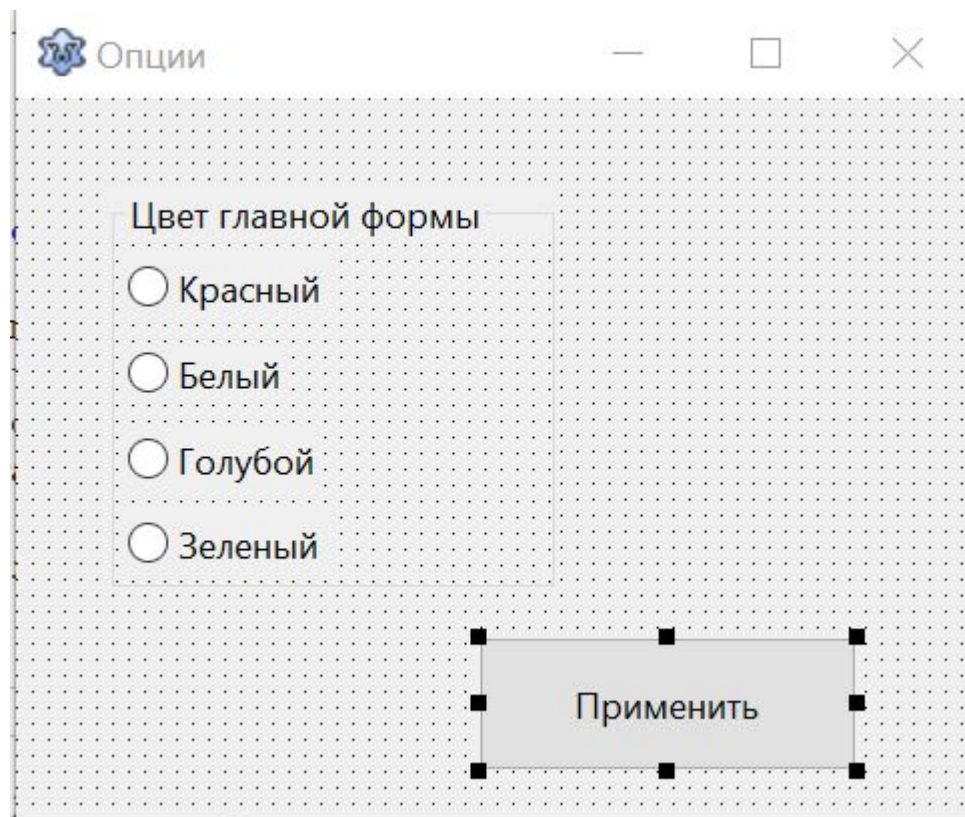 Опции
Цвет главной формы
Красный
Белый
Голубой
Зеленый
Применить